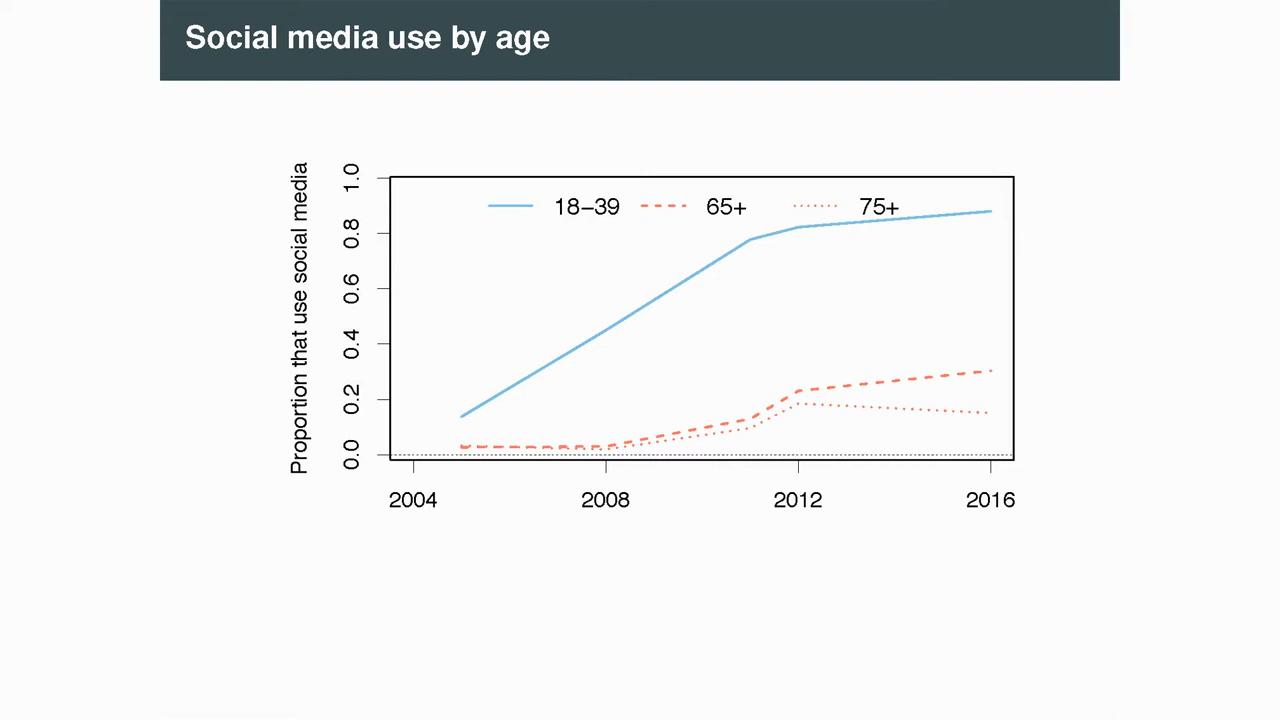 Social media use by age
Proportion that use social media
1.0
0.8
0.6
0.4
0.2
0.0
18−39 65+ 75+
2004 2008 2012 2016